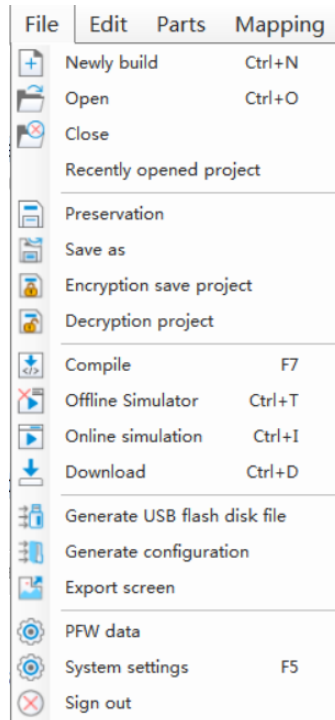 File Edit Parts Mapping
Newly build Ctrl+N
Open Ctrl+O
Close
Recently opened project
Preservation
Save as
Encryption save project
Decryption project
Compile F7
Offline Simulator Ctrl+T
Online simulation Ctrl+I
Download Ctrl+D
Generate USB flash disk file
Generate configuration
Export screen
PFW data
System settings F5
Sign out